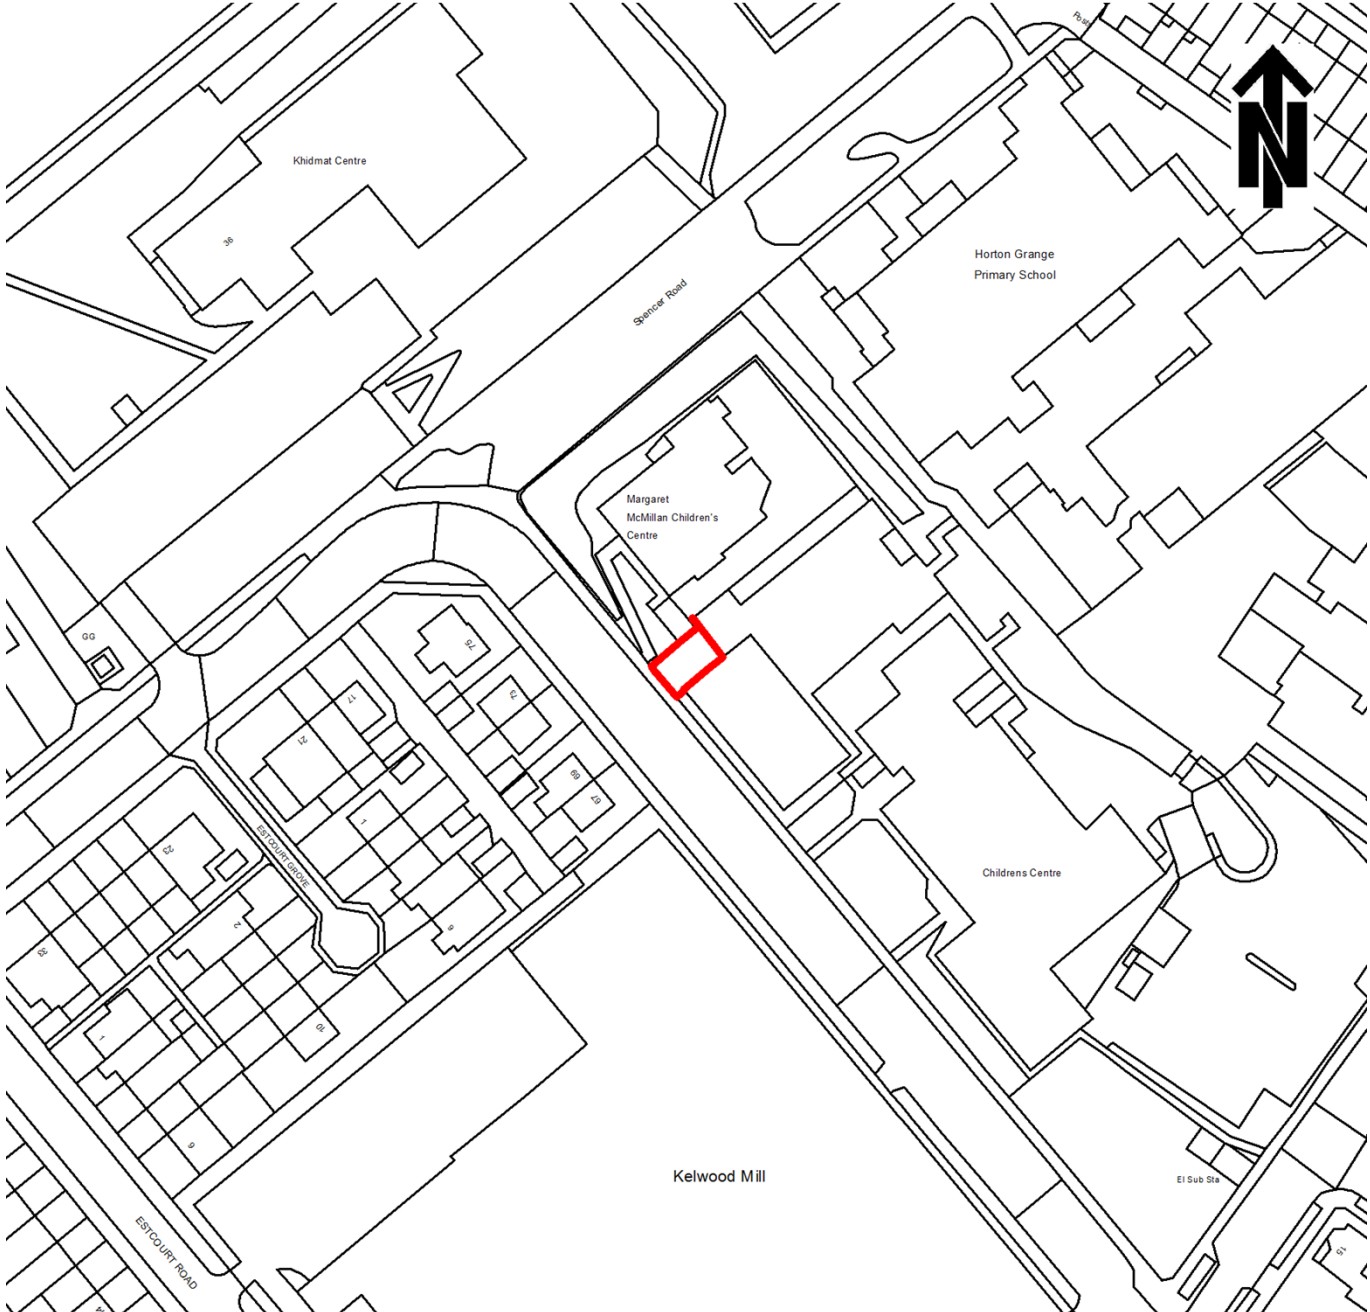 Posts
N
Khidmat Centre
36
Horton Grange
Primary School
Spencer Road
Margaret
McMillan Children's
Centre
GG
75
73
17
21
69
67
1
ESTCOURT GROVE
23
2
6
33
10
1
9
Childrens Centre
Kelwood Mill
El Sub Sta
ESTCOURT ROAD
15